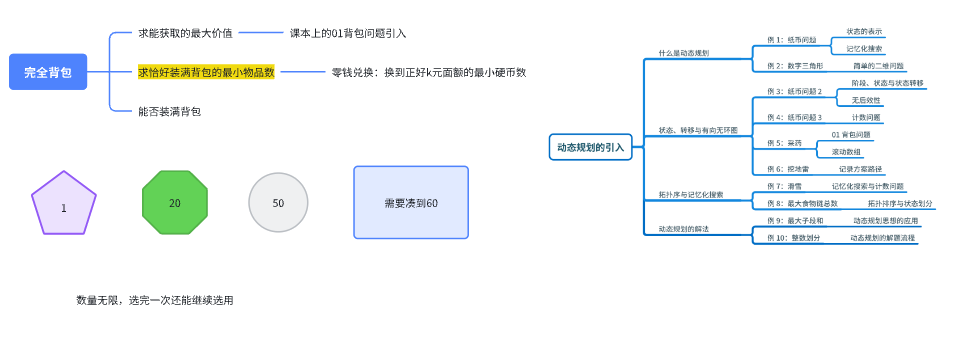 完全背包
求能获取的最大价值
课本上的01背包问题引入
求恰好装满背包的最小物品数
零钱兑换：换到正好k元面额的最小硬币数
能否装满背包
1
20
50
需要凑到60
数量无限，选完一次还能继续选用
动态规划的引入
什么是动态规划
例 1：纸币问题
状态的表示
记忆化搜索
例 2：数字三角形
简单的二维问题
状态、转移与有向无环图
例 3：纸币问题 2
阶段、状态与状态转移
无后效性
例 4：纸币问题 3
计数问题
例 5：采药
01 背包问题
滚动数组
例 6：挖地雷
记录方案路径
拓扑序与记忆化搜索
例 7：滑雪
记忆化搜索与计数问题
例 8：最大食物链总数
拓扑排序与状态划分
动态规划的解法
例 9：最大子段和
动态规划思想的应用
例 10：整数划分
动态规划的解题流程